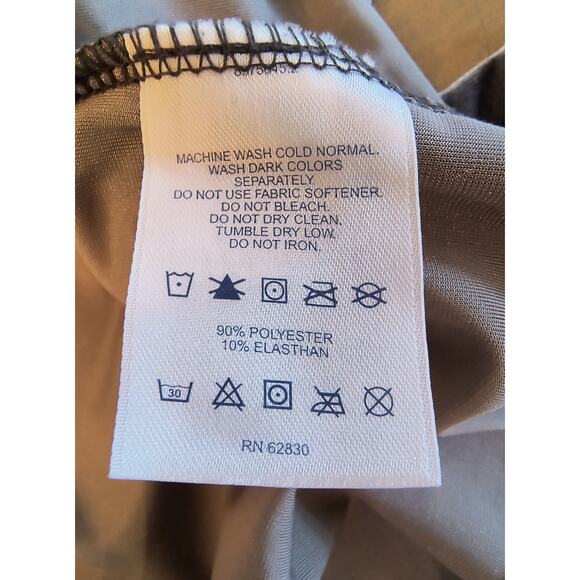 MACHINE WASH COLD NORMAL.
WASH DARK COLORS
SEPARATELY.
DO NOT USE FABRIC SOFTENER.
DO NOT BLEACH.
DO NOT DRY CLEAN.
TUMBLE DRY LOW.
DO NOT IRON.
90% POLYESTER
10% ELASTHAN
30
RN 62830